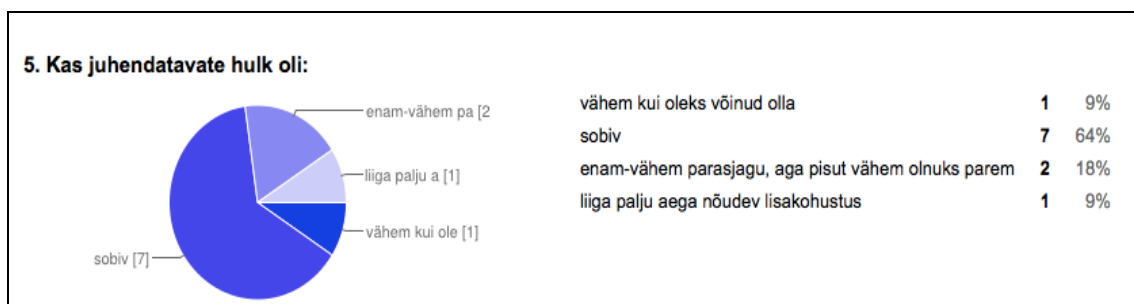 5. Kas juhendatavate hulk oli:
enam-vähem pa [2
liiga palju a [1]
vähem kui ole [1]
sobiv [7]
vähem kui oleks võinud olla 1 9%
sobiv 7 64%
enam-vähem parasjagu, aga pisut vähem olnuks parem 2 18%
liiga palju aega nõudev lisakohustus 1 9%